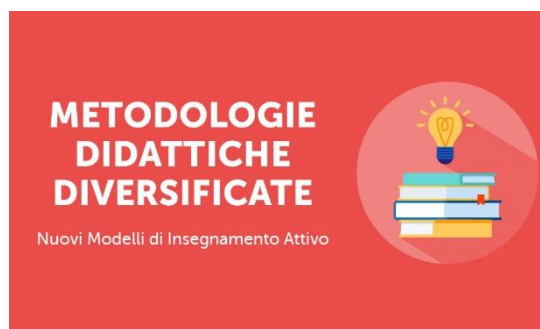 METODOLOGIE
DIDATTICHE
DIVERSIFICATE
Nuovi Modelli di Insegnamento Attivo